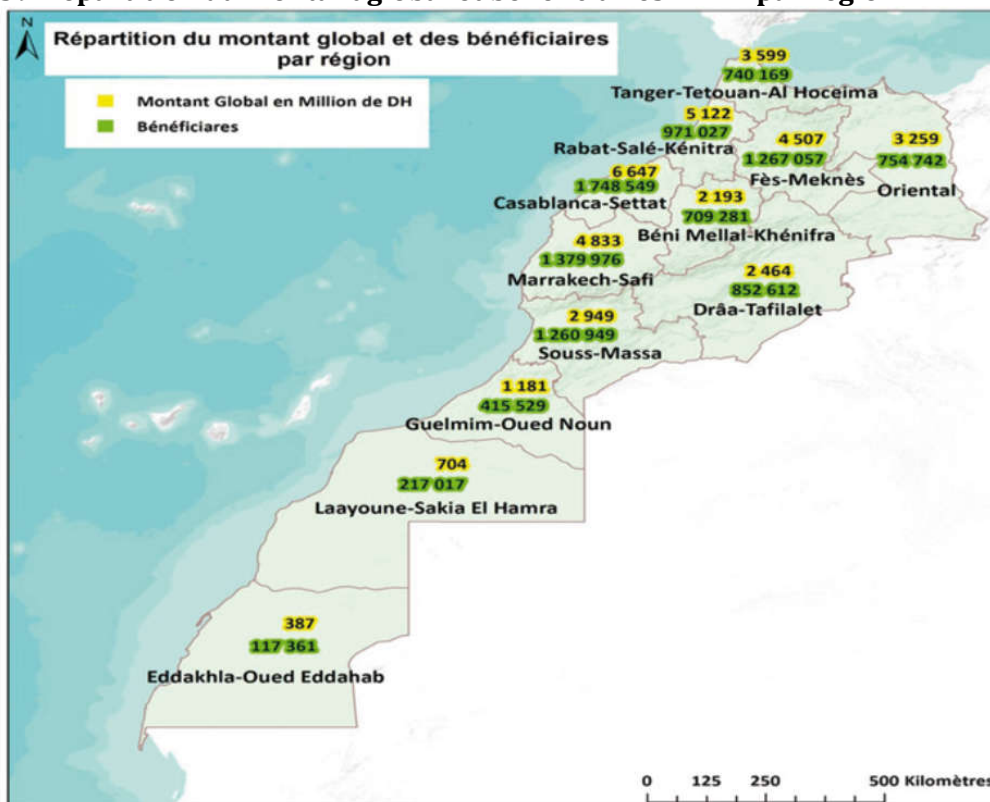 N
Répartition du montant global et des bénéficiaires
par région
Montant Global en Million de DH
Bénéficiares
3 599
740 169
Tanger-Tetouan-Al Hoceima
5 122
971 027
Rabat-Salé-Kénitra
4 507
1 267 057
Fès-Meknès
3 259
754 742
Oriental
6 647
1 748 549
Casablanca-Settat
2 193
709 281
Béni Mellal-Khénifra
4 833
1 379 976
Marrakech-Safi
2 464
852 612
Drâa-Tafilalet
2 949
1 260 949
Souss-Massa
1 181
415 529
Guelmim-Oued Noun
704
217 017
Laayoune-Sakia El Hamra
387
117 361
Eddakhla-Oued Eddahab
0 125 250 500 Kilomètres